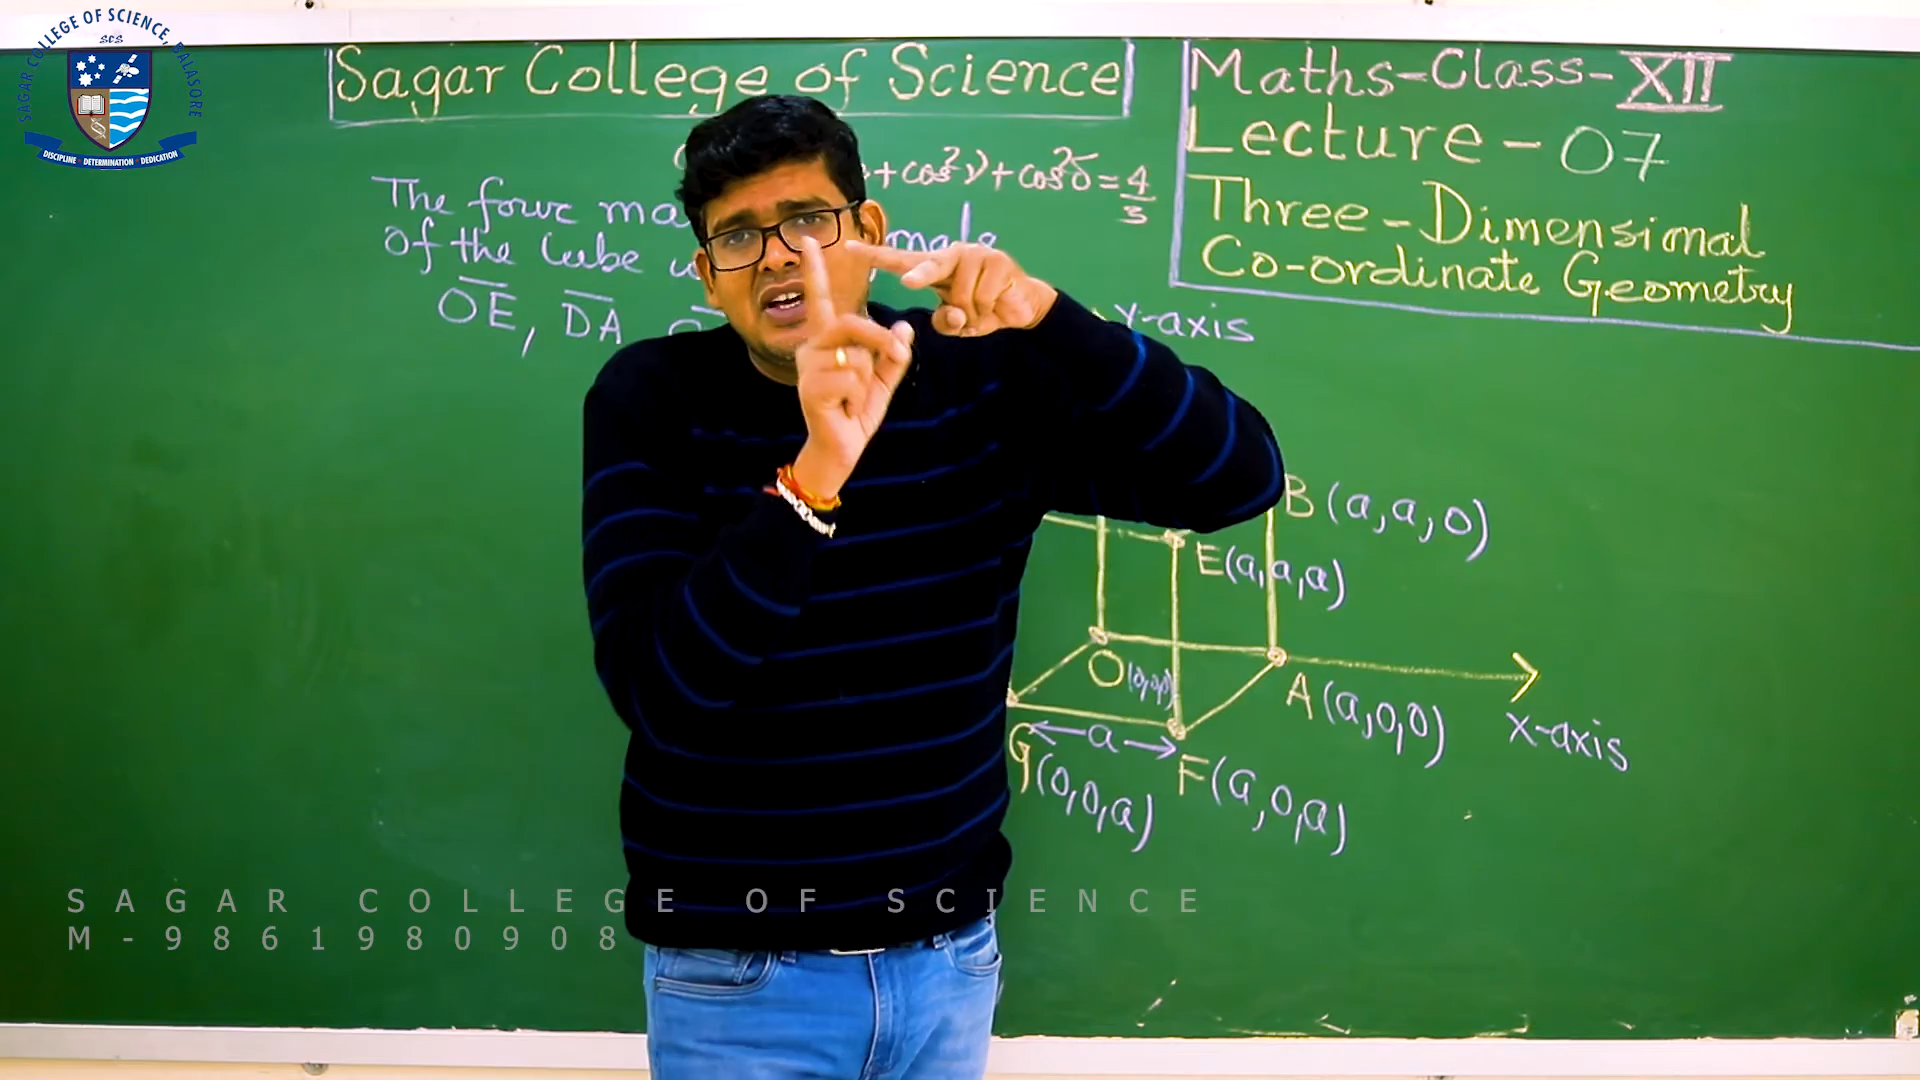 SAGAR COLLEGE OF SCIENCE, BALASORE
SCS
DISCIPLINE - DETERMINATION - DEDICATION
Sagar College of Science
Maths-Class-XII
Lecture-07
Three-Dimensional
Co-ordinate Geometry
+cos²ν+cos²δ=4/3
The four
of the Cube
OE, DA
Y-axis
B(a,a,0)
E(a,a,a)
O(0,0,0)
A(a,0,0)
X-axis
a
G(0,0,a)
F(a,0,a)
SAGAR COLLEGE OF SCIENCE
M-9861980908